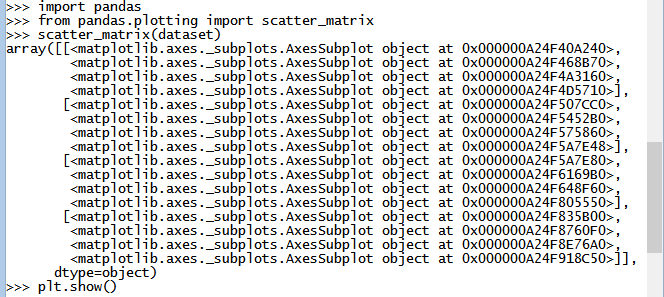 >>> import pandas
>>> from pandas.plotting import scatter_matrix
>>> scatter_matrix(dataset)
array([[<matplotlib.axes._subplots.AxesSubplot object at 0x000000A24F40A240>,
        <matplotlib.axes._subplots.AxesSubplot object at 0x000000A24F468B70>,
        <matplotlib.axes._subplots.AxesSubplot object at 0x000000A24F4A3160>,
        <matplotlib.axes._subplots.AxesSubplot object at 0x000000A24F4D5710>],
       [<matplotlib.axes._subplots.AxesSubplot object at 0x000000A24F507CC0>,
        <matplotlib.axes._subplots.AxesSubplot object at 0x000000A24F5452B0>,
        <matplotlib.axes._subplots.AxesSubplot object at 0x000000A24F575860>,
        <matplotlib.axes._subplots.AxesSubplot object at 0x000000A24F5A7E48>],
       [<matplotlib.axes._subplots.AxesSubplot object at 0x000000A24F5A7E80>,
        <matplotlib.axes._subplots.AxesSubplot object at 0x000000A24F6169B0>,
        <matplotlib.axes._subplots.AxesSubplot object at 0x000000A24F648F60>,
        <matplotlib.axes._subplots.AxesSubplot object at 0x000000A24F805550>],
       [<matplotlib.axes._subplots.AxesSubplot object at 0x000000A24F835B00>,
        <matplotlib.axes._subplots.AxesSubplot object at 0x000000A24F8760F0>,
        <matplotlib.axes._subplots.AxesSubplot object at 0x000000A24F8E76A0>,
        <matplotlib.axes._subplots.AxesSubplot object at 0x000000A24F918C50>]],
      dtype=object)
>>> plt.show()